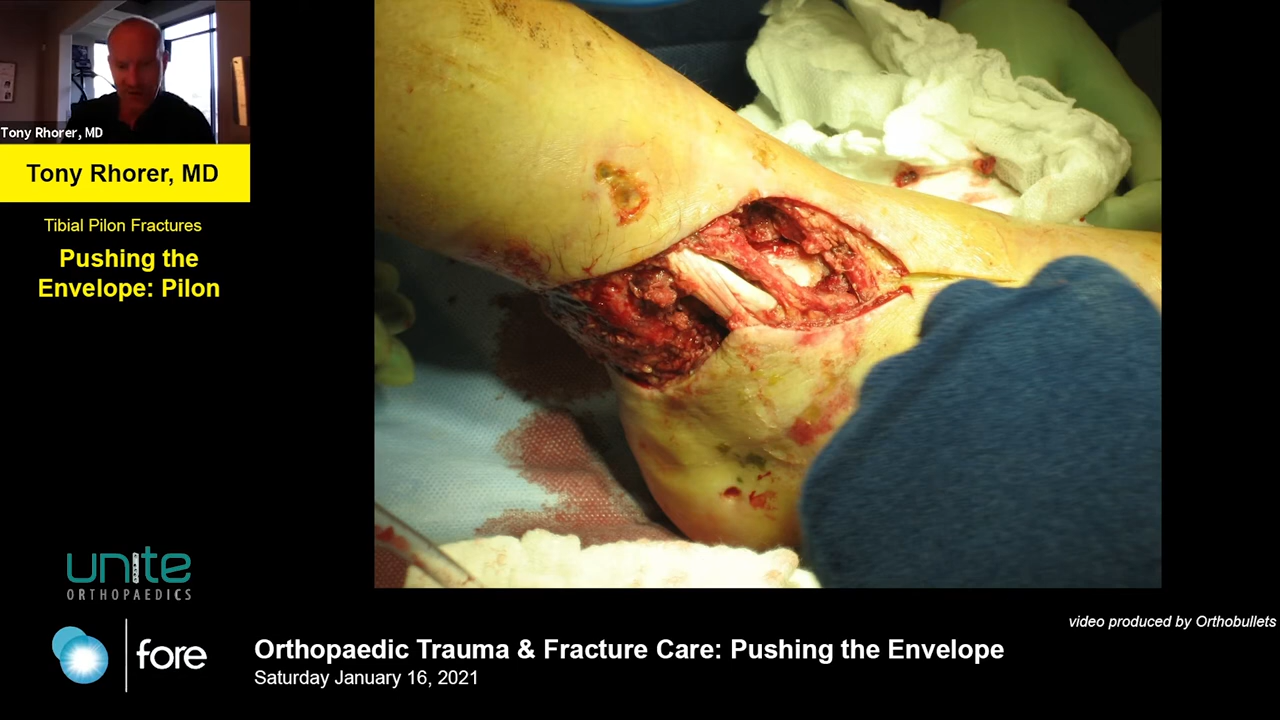 Tony Rhorer, MD
Tony Rhorer, MD
Tibial Pilon Fractures
Pushing the
Envelope: Pilon
unite
ORTHOPAEDICS
fore
video produced by Orthobullets
Orthopaedic Trauma & Fracture Care: Pushing the Envelope
Saturday January 16, 2021